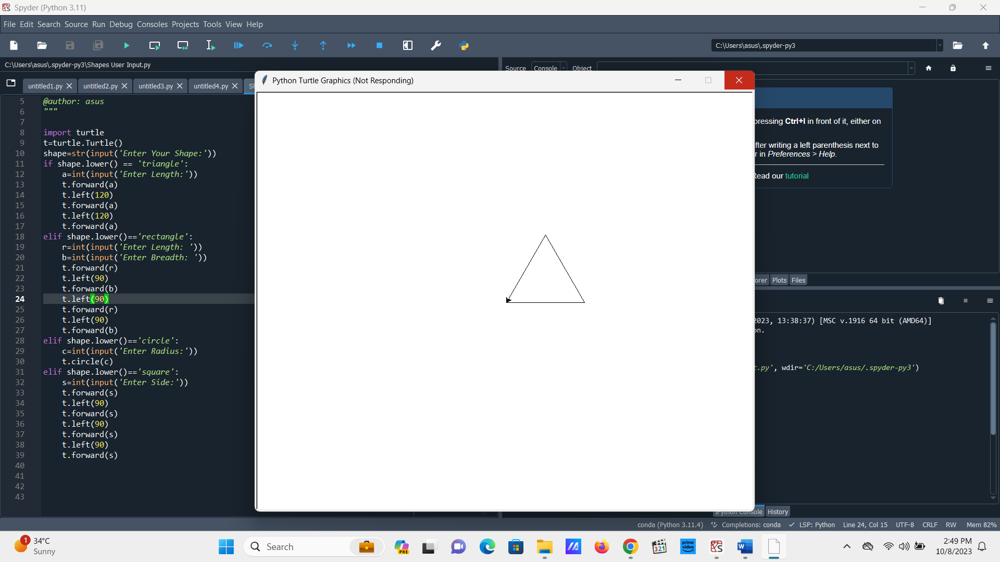 Spyder (Python 3.11)
File Edit Search Source Run Debug Consoles Projects Tools View Help
C:\Users\asus\.spyder-py3
C:\Users\asus\.spyder-py3\Shapes User Input.py
Source Console Object
untitled1.py untitled2.py untitled3.py untitled4.py
Python Turtle Graphics (Not Responding)
5 @author: asus
6 """
7
8 import turtle
9 t=turtle.Turtle()
10 shape=str(input('Enter Your Shape:'))
11 if shape.lower() == 'triangle':
12 a=int(input('Enter Length:'))
13 t.forward(a)
14 t.left(120)
15 t.forward(a)
16 t.left(120)
17 t.forward(a)
18 elif shape.lower()=='rectangle':
19 r=int(input('Enter Length: '))
20 b=int(input('Enter Breadth: '))
21 t.forward(r)
22 t.left(90)
23 t.forward(b)
24 t.left(90)
25 t.forward(r)
26 t.left(90)
27 t.forward(b)
28 elif shape.lower()=='circle':
29 c=int(input('Enter Radius:'))
30 t.circle(c)
31 elif shape.lower()=='square':
32 s=int(input('Enter Side:'))
33 t.forward(s)
34 t.left(90)
35 t.forward(s)
36 t.left(90)
37 t.forward(s)
38 t.left(90)
39 t.forward(s)
40
41
42
43
pressing Ctrl+I in front of it, either on
fter writing a left parenthesis next to
r in Preferences > Help.
Read our tutorial
orer Plots Files
2023, 13:38:37) [MSC v.1916 64 bit (AMD64)]
on.
t.py', wdir='C:/Users/asus/.spyder-py3')
IPython Console History
conda (Python 3.11.4) Completions: conda LSP: Python Line 24, Col 15 UTF-8 CRLF RW Mem 82%
1
34°C
Sunny
Search
PRE
321
prime
video
W
2:49 PM
10/8/2023